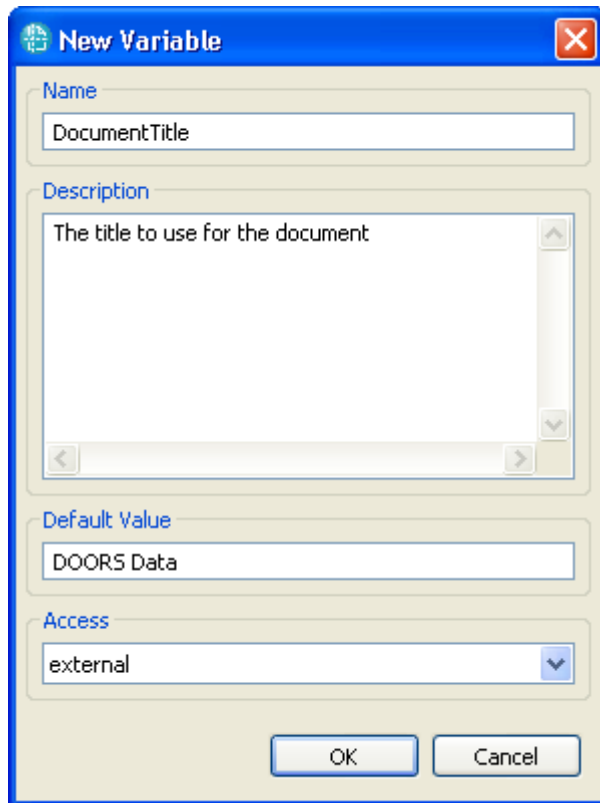 New Variable
Name
DocumentTitle
Description
The title to use for the document
Default Value
DOORS Data
Access
external
OK Cancel